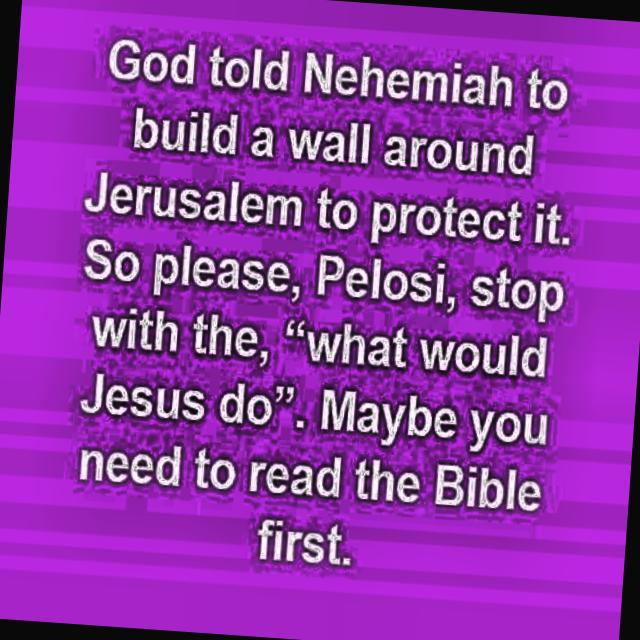 God told Nehemiah to
build a wall around
Jerusalem to protect it.
So please, Pelosi, stop
with the, “what would
Jesus do”. Maybe you
need to read the Bible
first.